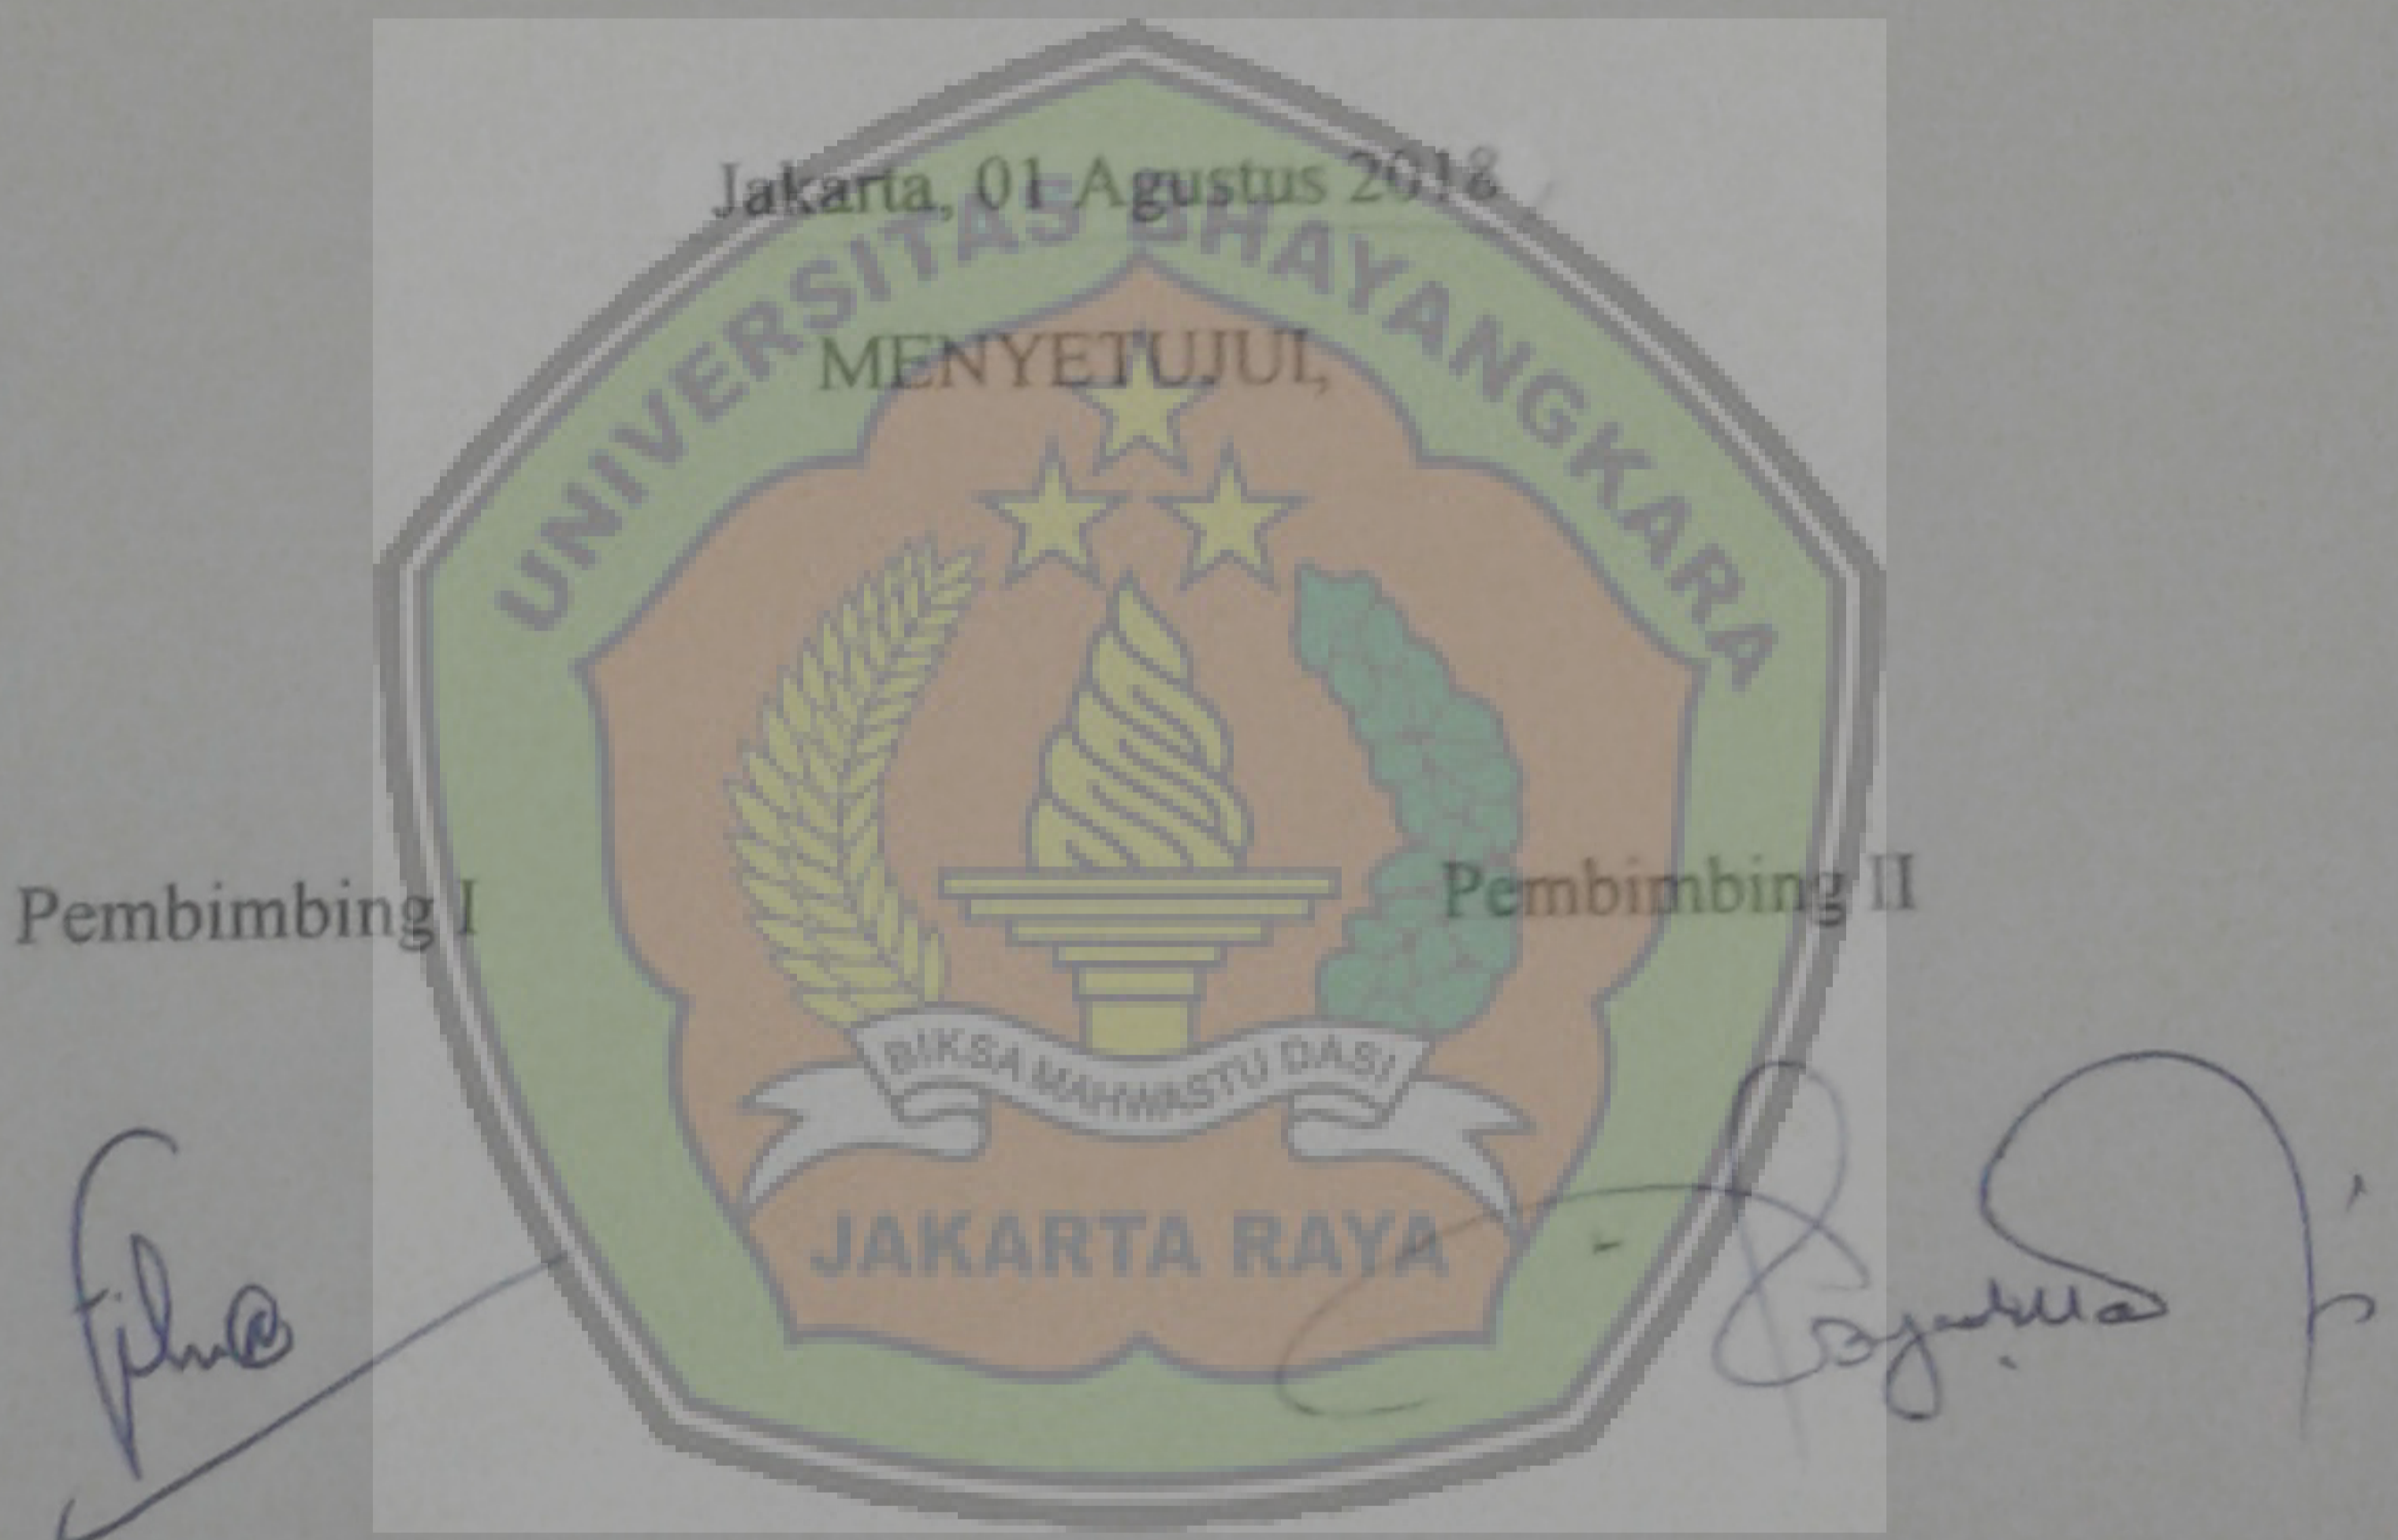 Jakarta, 01 Agustus 2018
UNIVERSITAS BHAYANGKARA
MENYETUJUI,
Pembimbing I
Pembimbing II
BIKSA MAHWASTU DASI
JAKARTA RAYA